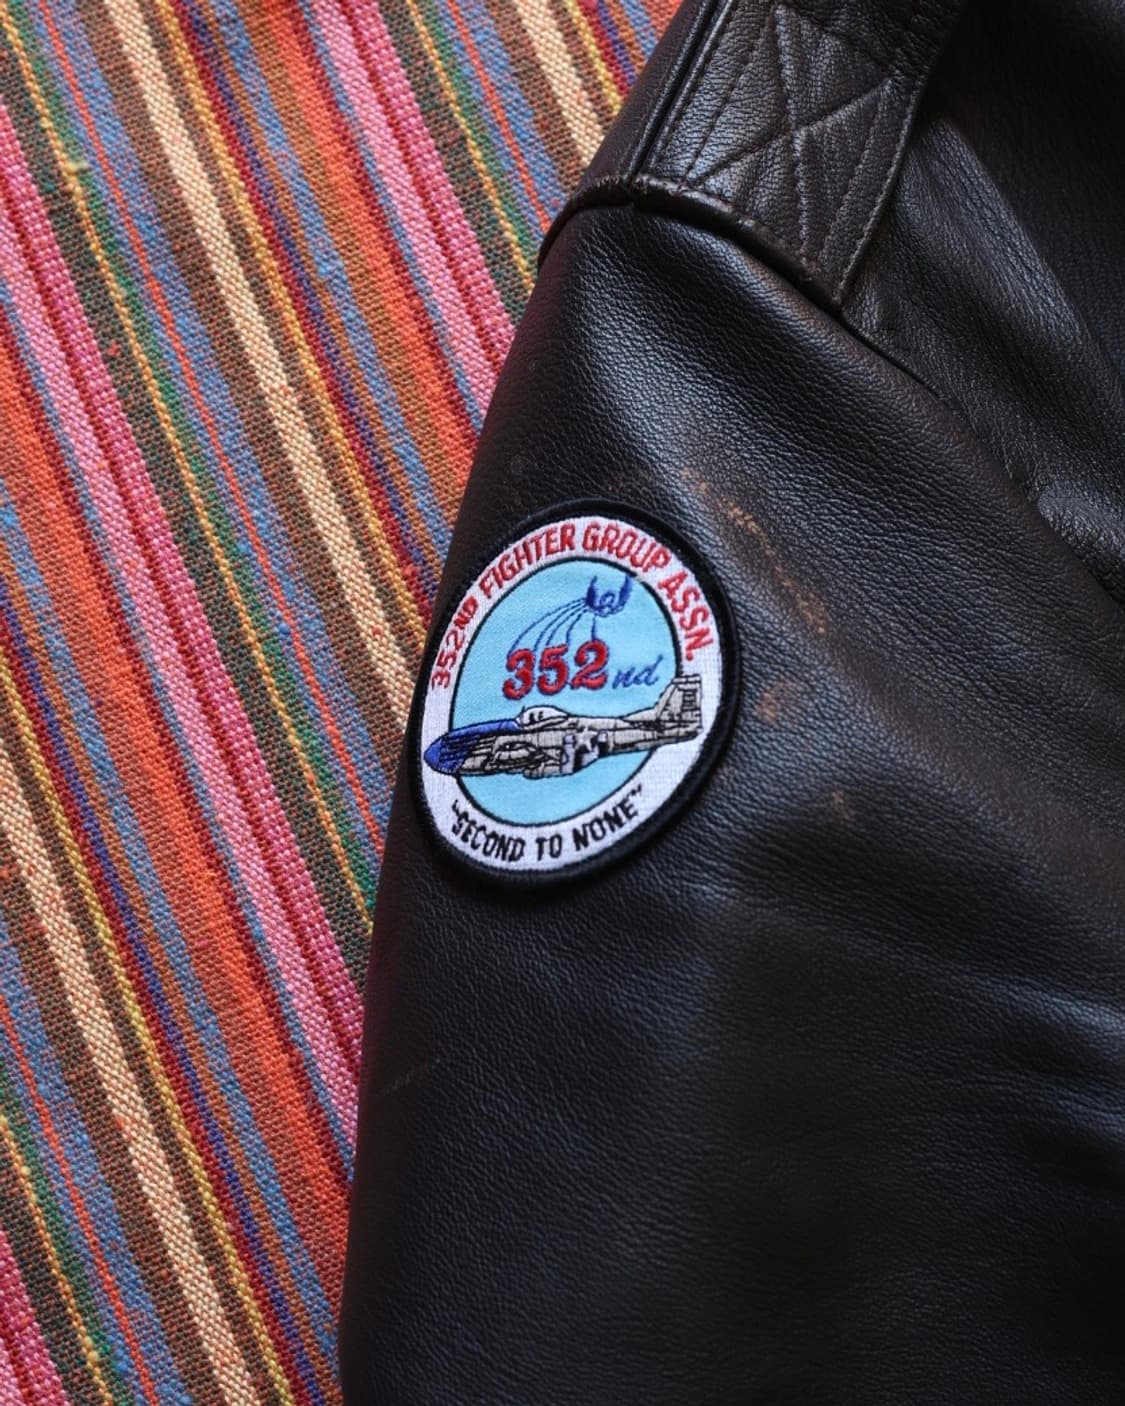 352ND FIGHTER GROUP ASSN.
352nd
"SECOND TO NONE"